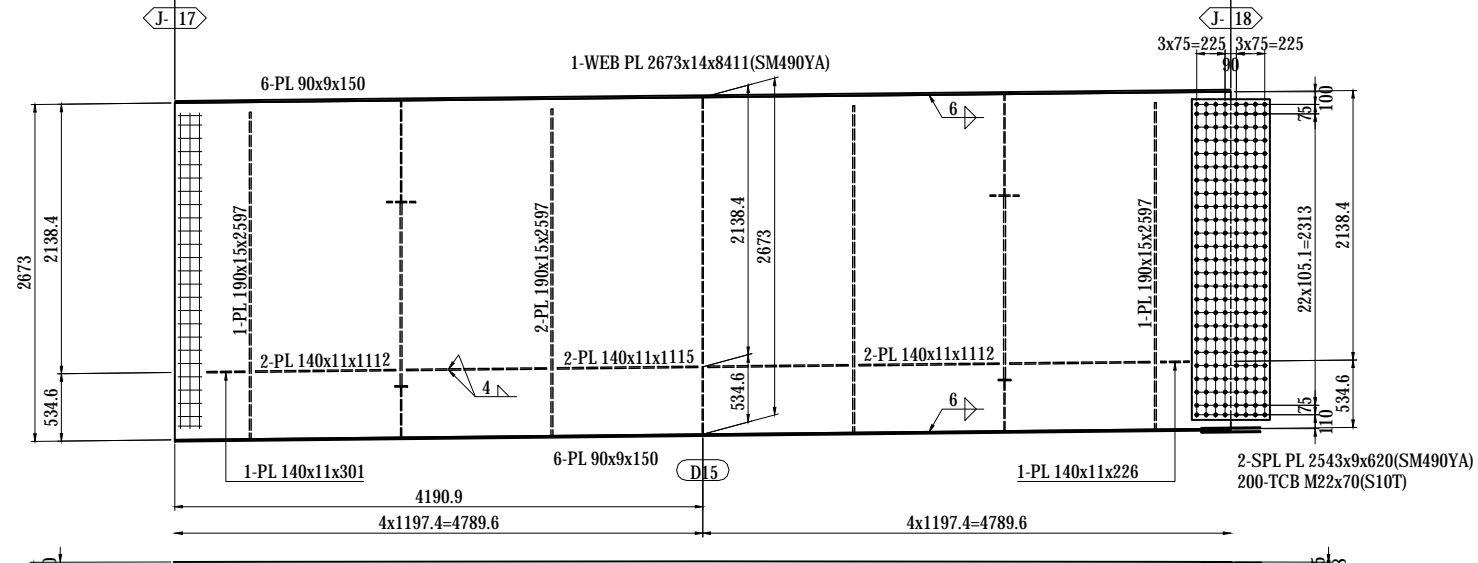 J- 17
J- 18
3x75=225
3x75=225
90
1-WEB PL 2673x14x8411(SM490YA)
6-PL 90x9x150
6
100
75
2673
2138.4
534.6
1-PL 190x15x2597
2-PL 190x15x2597
2138.4
2673
534.6
1-PL 190x15x2597
22x105.1=2313
2138.4
534.6
2-PL 140x11x1112
2-PL 140x11x1115
2-PL 140x11x1112
4
6
75
110
1-PL 140x11x301
6-PL 90x9x150
D15
1-PL 140x11x226
2-SPL PL 2543x9x620(SM490YA)
200-TCB M22x70(S10T)
4190.9
4x1197.4=4789.6
4x1197.4=4789.6